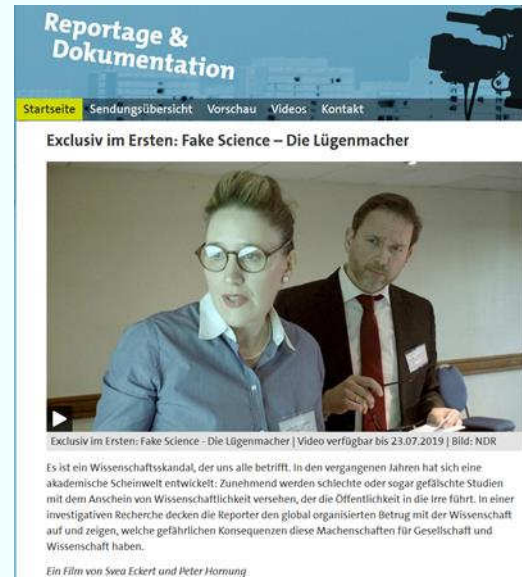 Reportage &
Dokumentation
Startseite Sendungsübersicht Vorschau Videos Kontakt
Exclusiv im Ersten: Fake Science – Die Lügenmacher
Exclusiv im Ersten: Fake Science - Die Lügenmacher | Video verfügbar bis 23.07.2019 | Bild: NDR
Es ist ein Wissenschaftsskandal, der uns alle betrifft. In den vergangenen Jahren hat sich eine
akademische Scheinwelt entwickelt: Zunehmend werden schlechte oder sogar gefälschte Studien
mit dem Anschein von Wissenschaftlichkeit versehen, der die Öffentlichkeit in die Irre führt. In einer
investigativen Recherche decken die Reporter den global organisierten Betrug mit der Wissenschaft
auf und zeigen, welche gefährlichen Konsequenzen diese Machenschaften für Gesellschaft und
Wissenschaft haben.
Ein Film von Svea Eckert und Peter Hornung